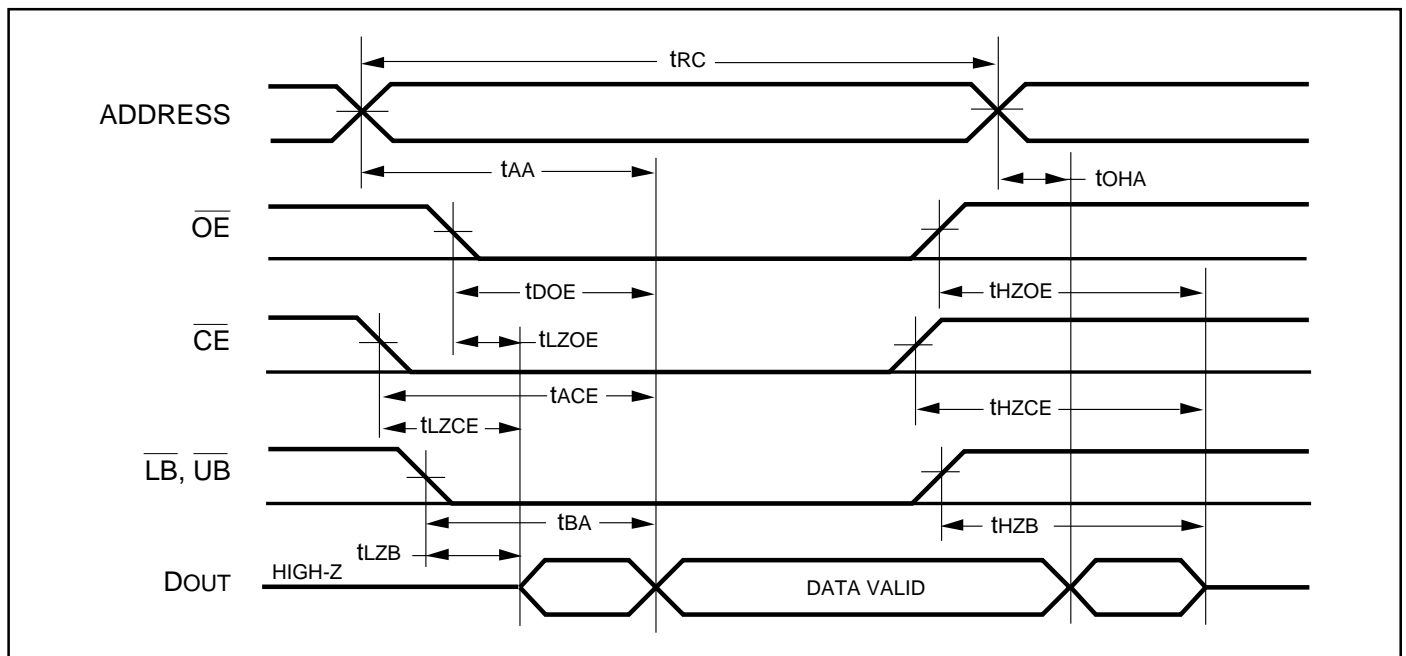 tRC
ADDRESS
tAA
tOHA
OE
tDOE
tHZOE
CE
tLZOE
tACE
tHZCE
tLZCE
LB, UB
tBA
tHZB
tLZB
DOUT
HIGH-Z
DATA VALID